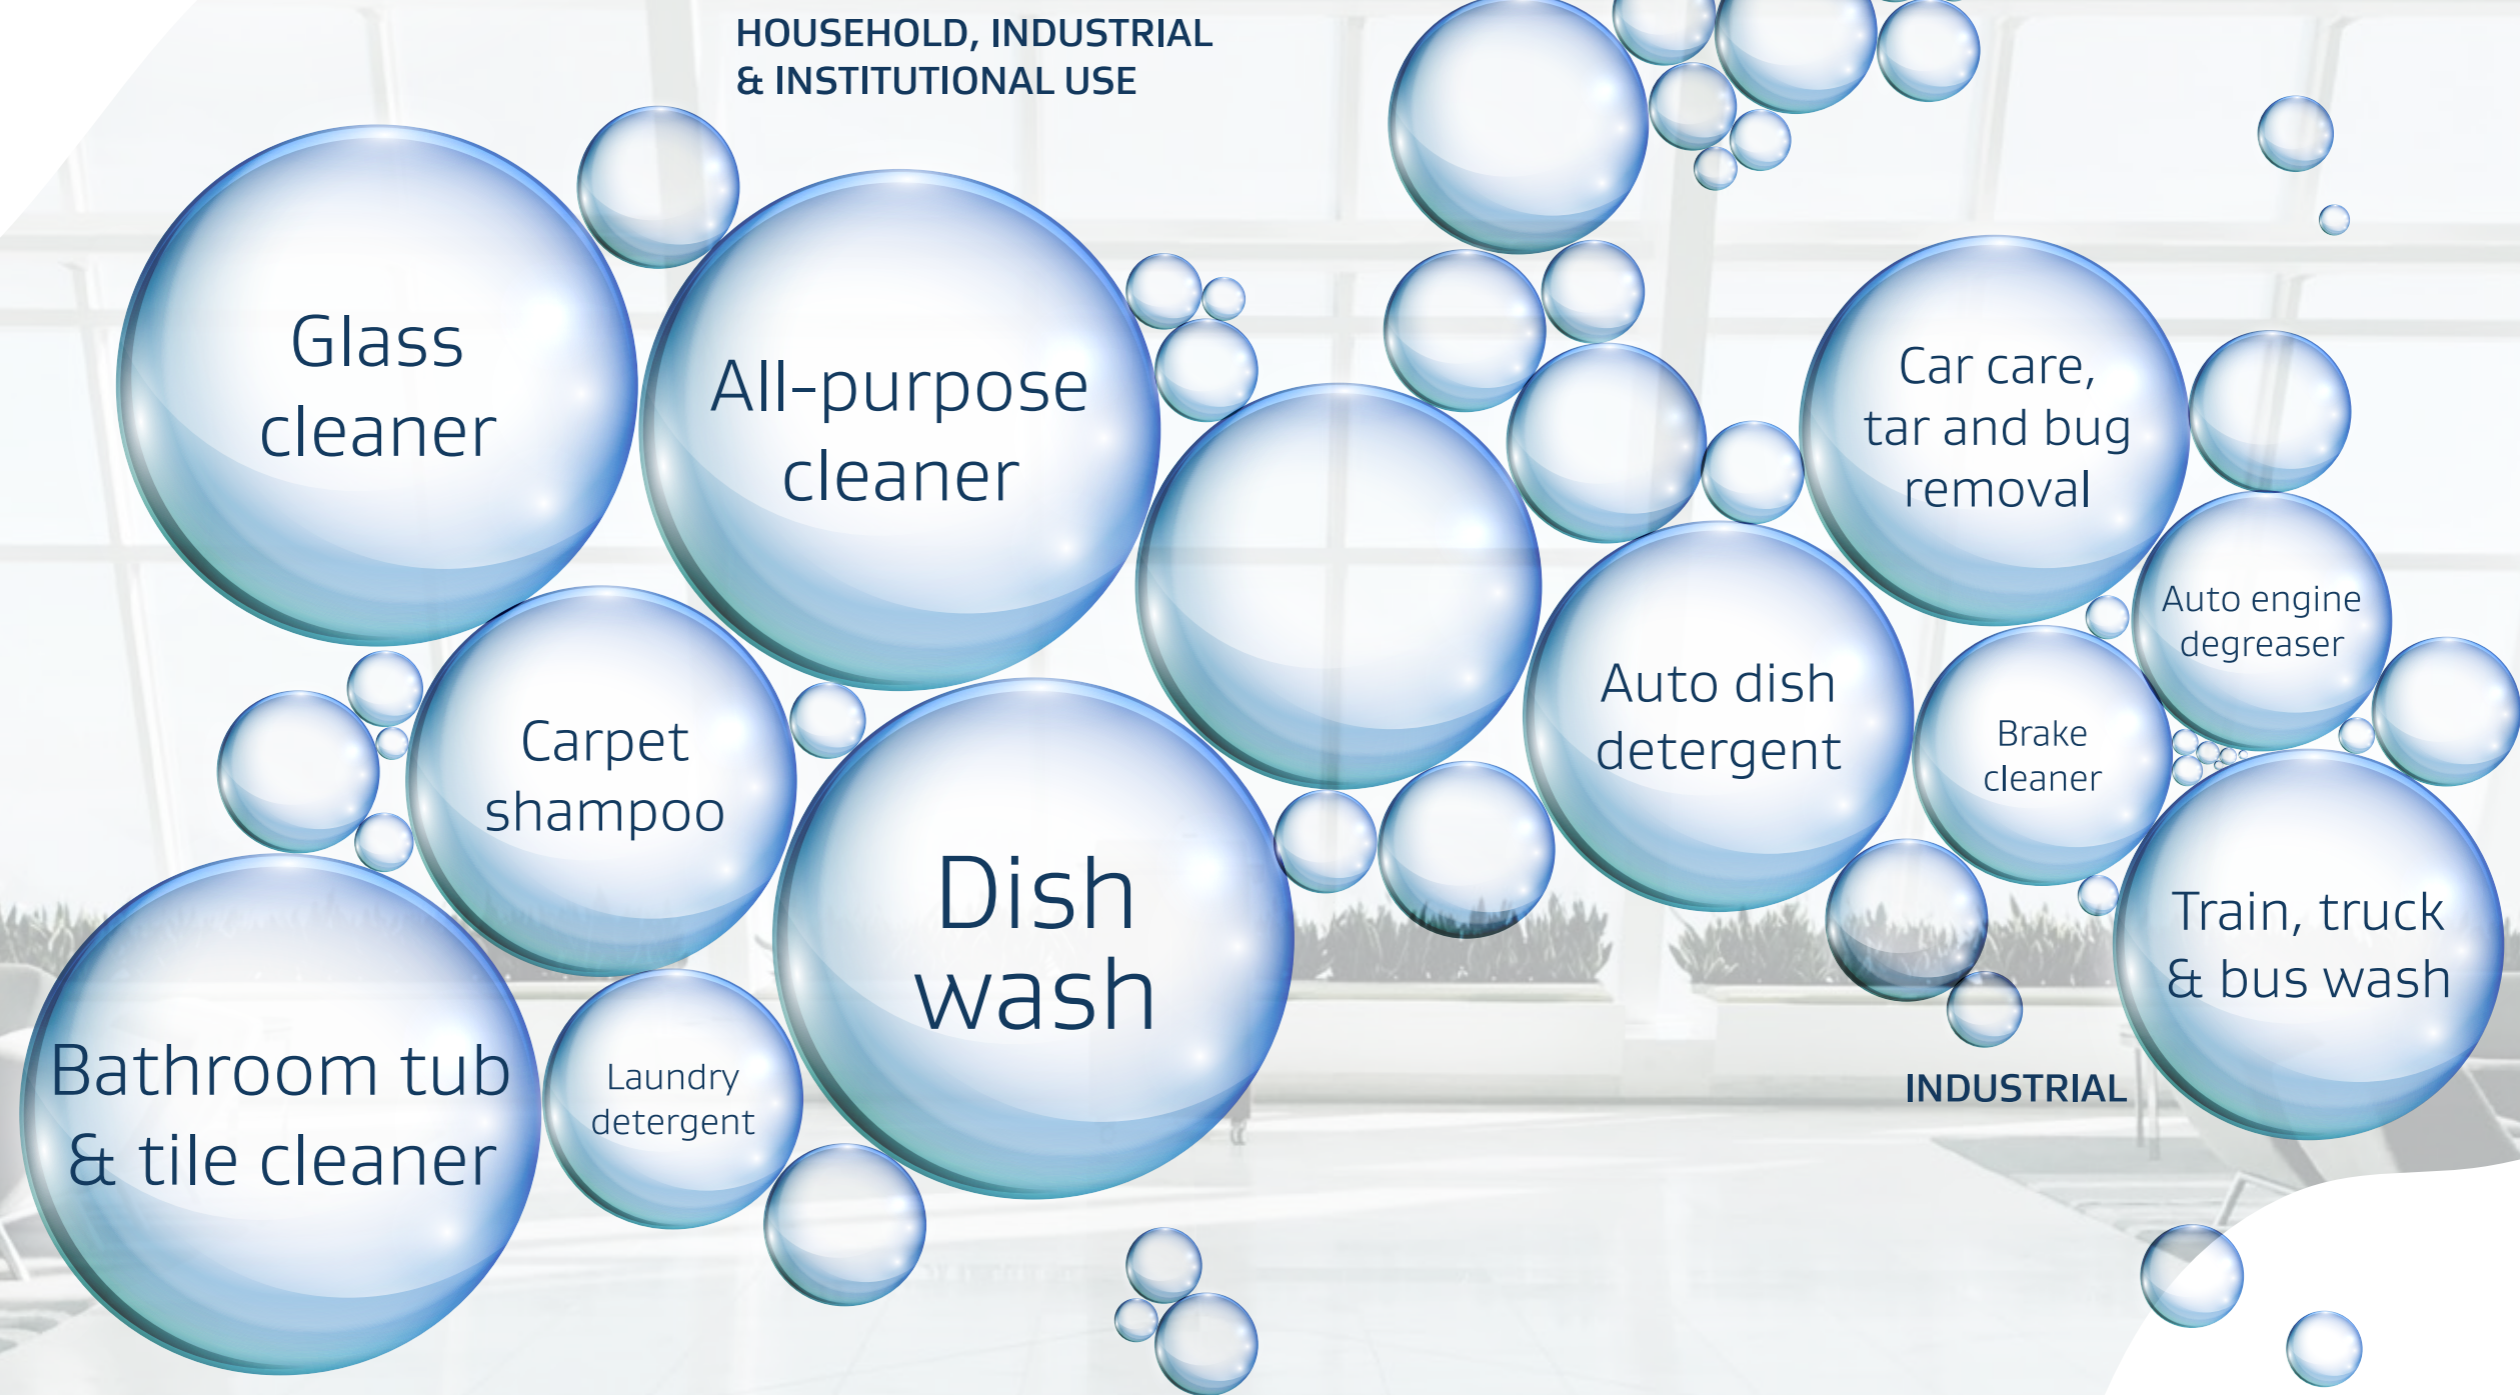 HOUSEHOLD, INDUSTRIAL
& INSTITUTIONAL USE
Glass
cleaner
All-purpose
cleaner
Carpet
shampoo
Dish
wash
Bathroom tub
& tile cleaner
Laundry
detergent
Car care,
tar and bug
removal
Auto engine
degreaser
Auto dish
detergent
Brake
cleaner
Train, truck
& bus wash
INDUSTRIAL